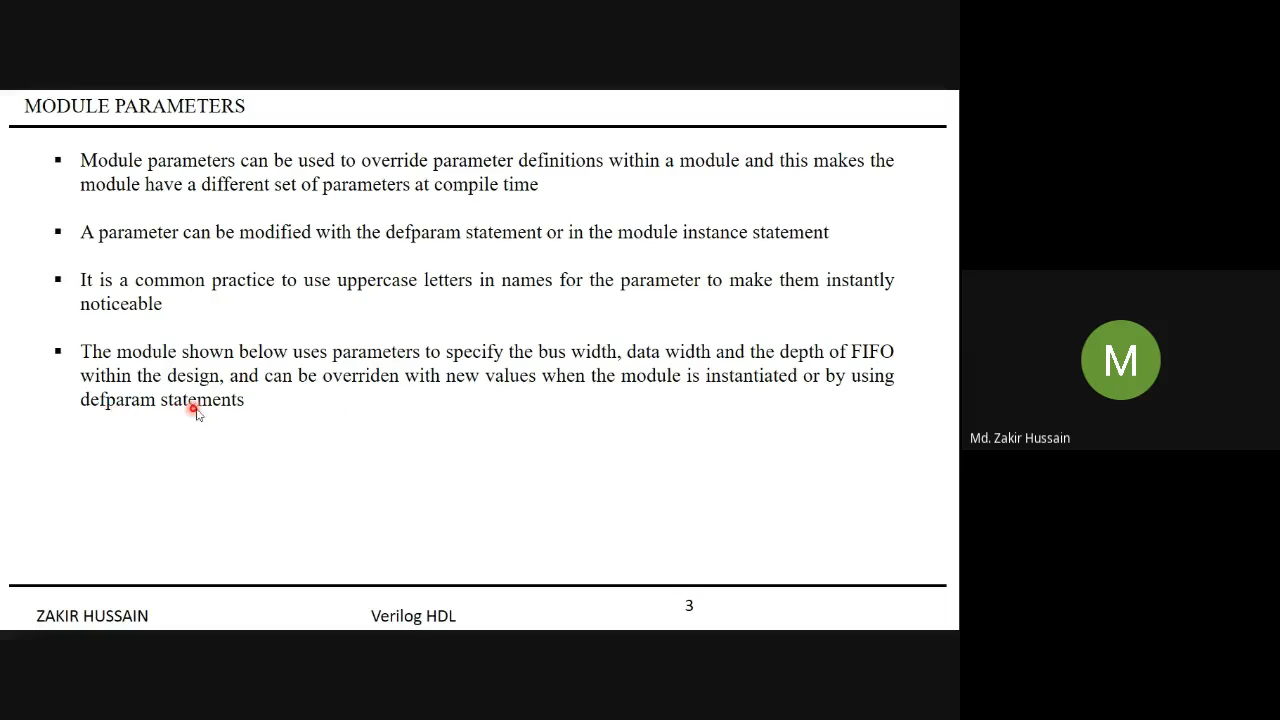 MODULE PARAMETERS
▪ Module parameters can be used to override parameter definitions within a module and this makes the
module have a different set of parameters at compile time
▪ A parameter can be modified with the defparam statement or in the module instance statement
▪ It is a common practice to use uppercase letters in names for the parameter to make them instantly
noticeable
▪ The module shown below uses parameters to specify the bus width, data width and the depth of FIFO
within the design, and can be overriden with new values when the module is instantiated or by using
defparam statements
M
Md. Zakir Hussain
ZAKIR HUSSAIN
Verilog HDL
3